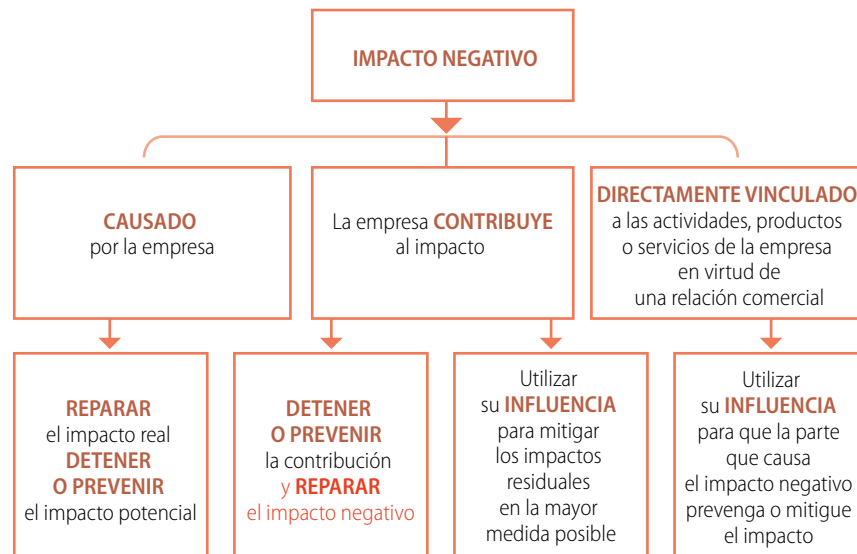 IMPACTO NEGATIVO
CAUSADO
por la empresa
La empresa CONTRIBUYE
al impacto
DIRECTAMENTE VINCULADO
a las actividades, productos
o servicios de la empresa
en virtud de
una relación comercial
REPARAR
el impacto real
DETENER
O PREVENIR
el impacto potencial
DETENER
O PREVENIR
la contribución
y REPARAR
el impacto negativo
Utilizar
su INFLUENCIA
para mitigar
los impactos
residuales
en la mayor
medida posible
Utilizar
su INFLUENCIA
para que la parte
que causa
el impacto negativo
prevenga o mitigue
el impacto